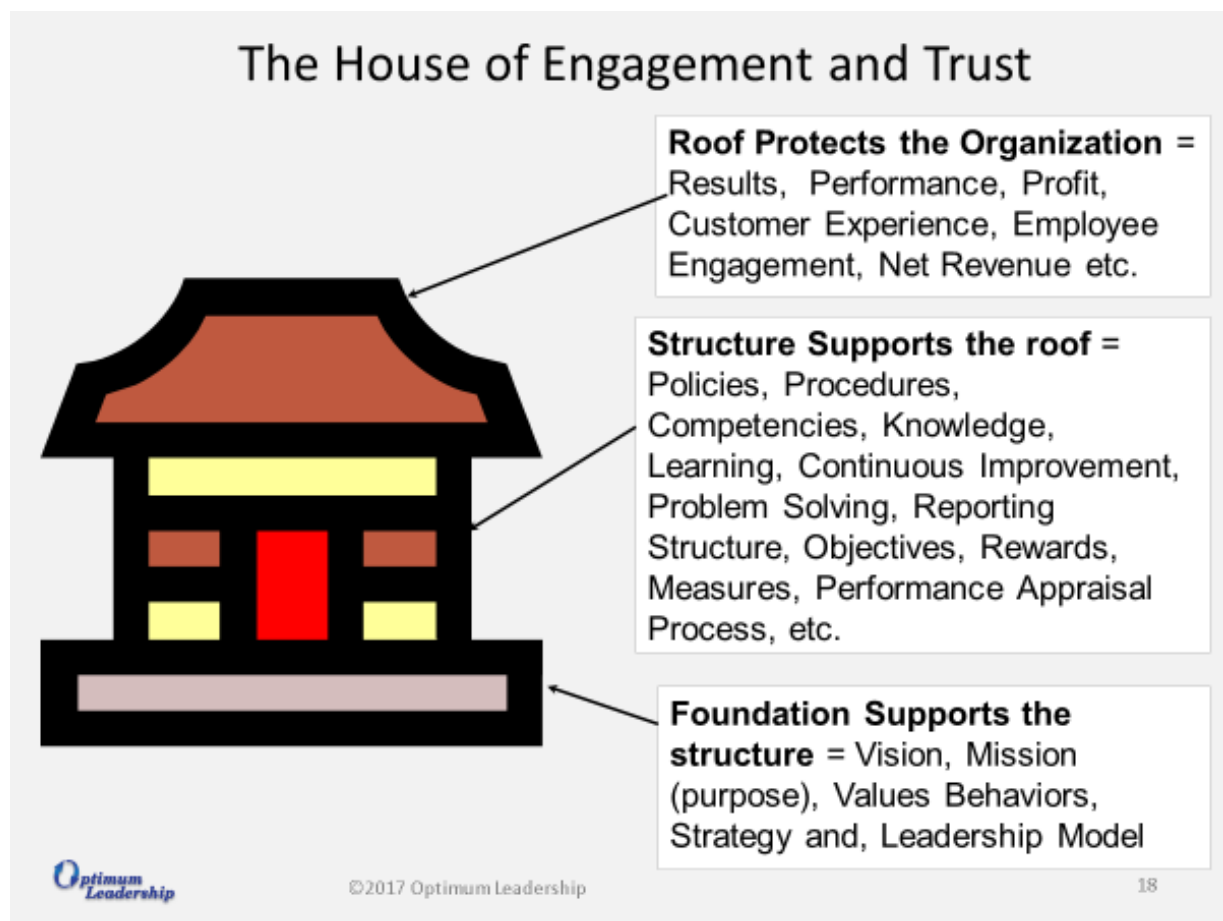 The House of Engagement and Trust
Roof Protects the Organization =
Results, Performance, Profit,
Customer Experience, Employee
Engagement, Net Revenue etc.
Structure Supports the roof =
Policies, Procedures,
Competencies, Knowledge,
Learning, Continuous Improvement,
Problem Solving, Reporting
Structure, Objectives, Rewards,
Measures, Performance Appraisal
Process, etc.
Foundation Supports the
structure = Vision, Mission
(purpose), Values Behaviors,
Strategy and, Leadership Model
Optimum
Leadership
©2017 Optimum Leadership
18